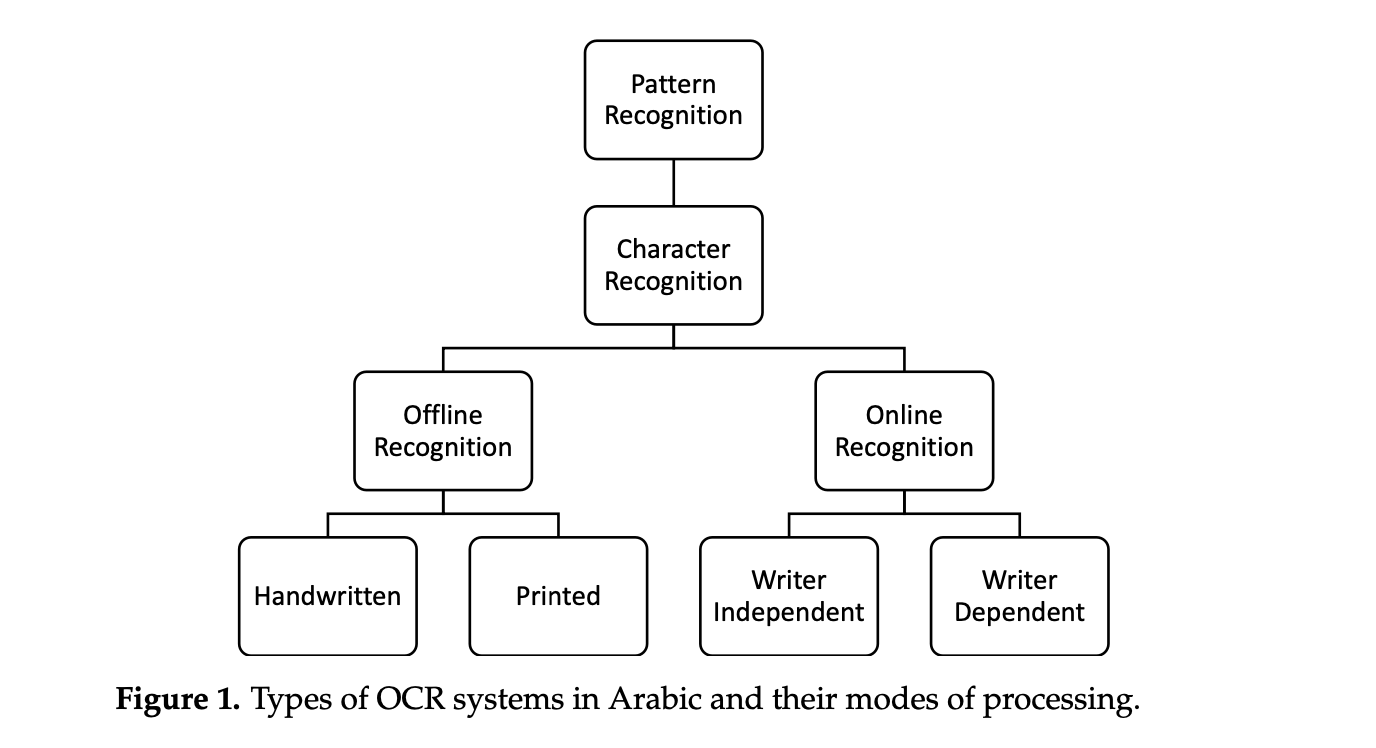 Pattern
Recognition
Character
Recognition
Offline
Recognition
Online
Recognition
Handwritten
Printed
Writer
Independent
Writer
Dependent
Figure 1. Types of OCR systems in Arabic and their modes of processing.